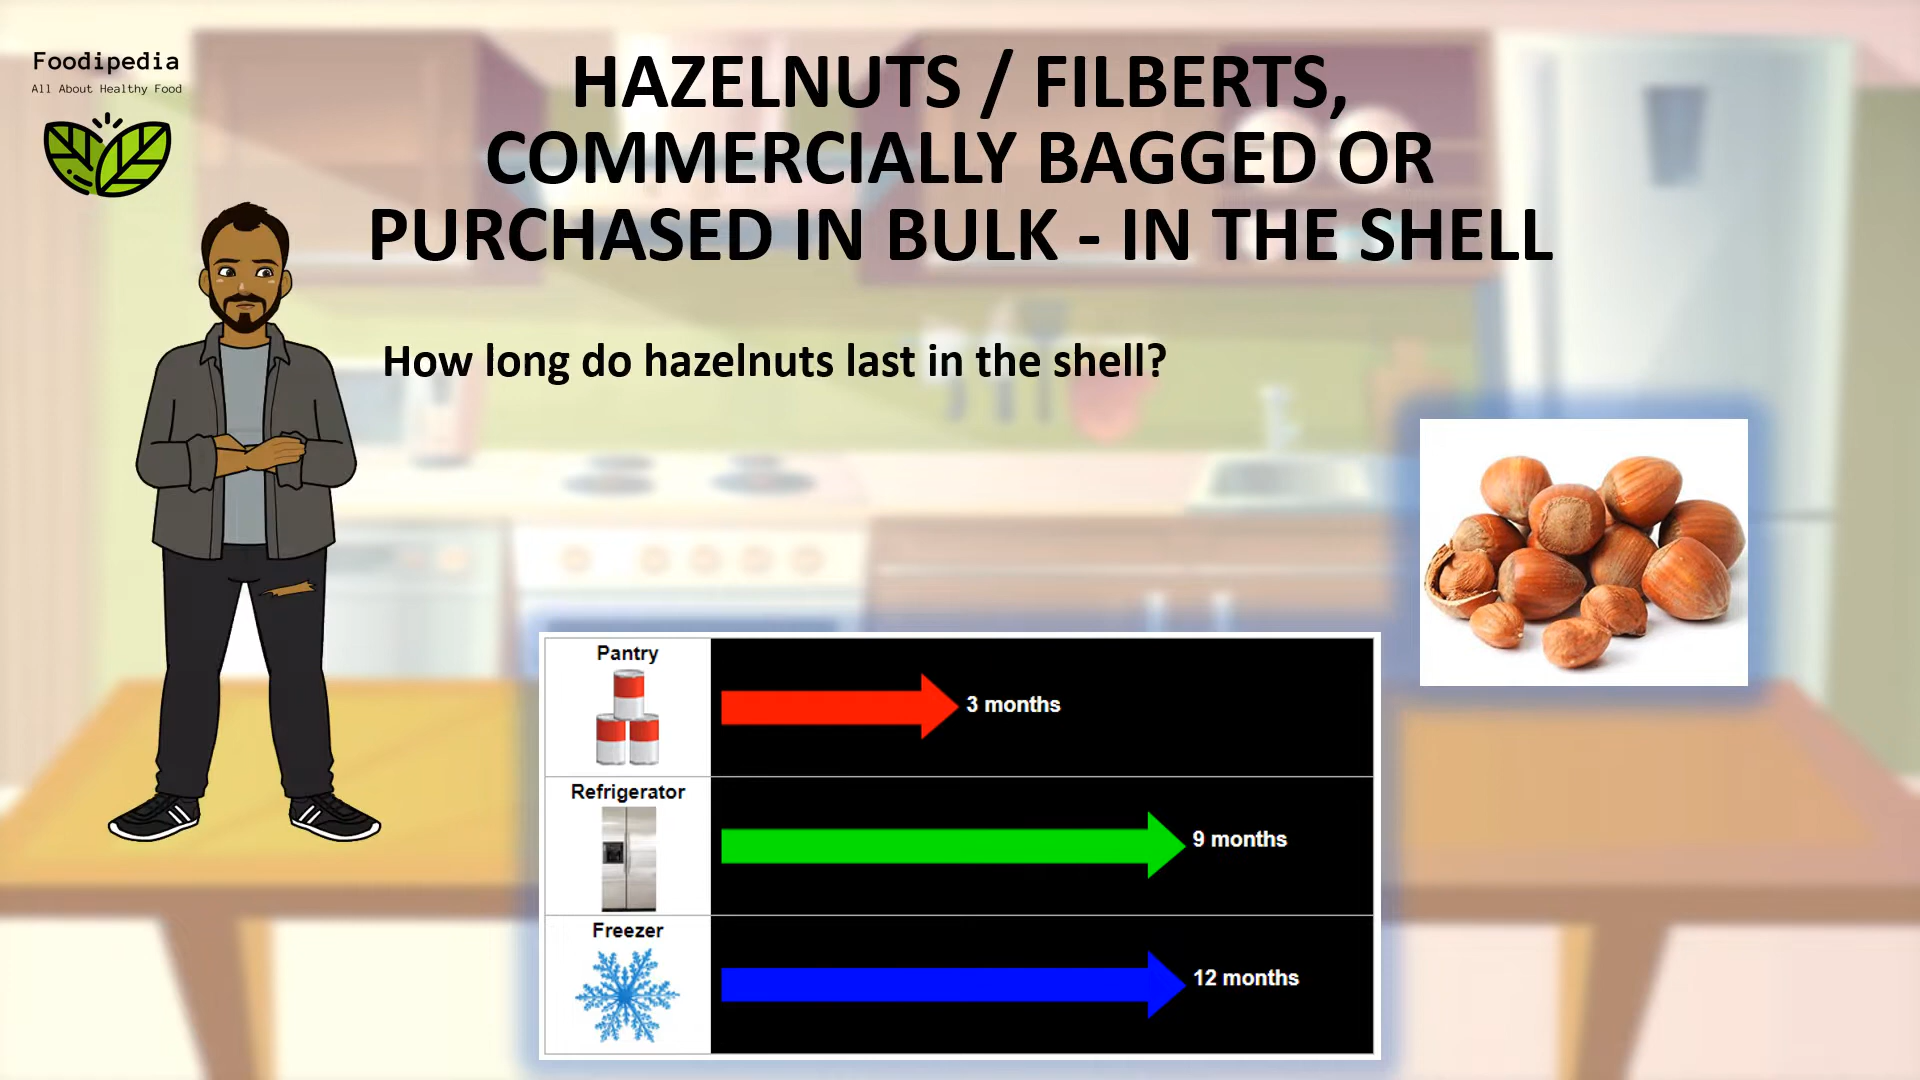 Foodipedia
All About Healthy Food
HAZELNUTS / FILBERTS,
COMMERCIALLY BAGGED OR
PURCHASED IN BULK - IN THE SHELL
How long do hazelnuts last in the shell?
Pantry
3 months
Refrigerator
9 months
Freezer
12 months